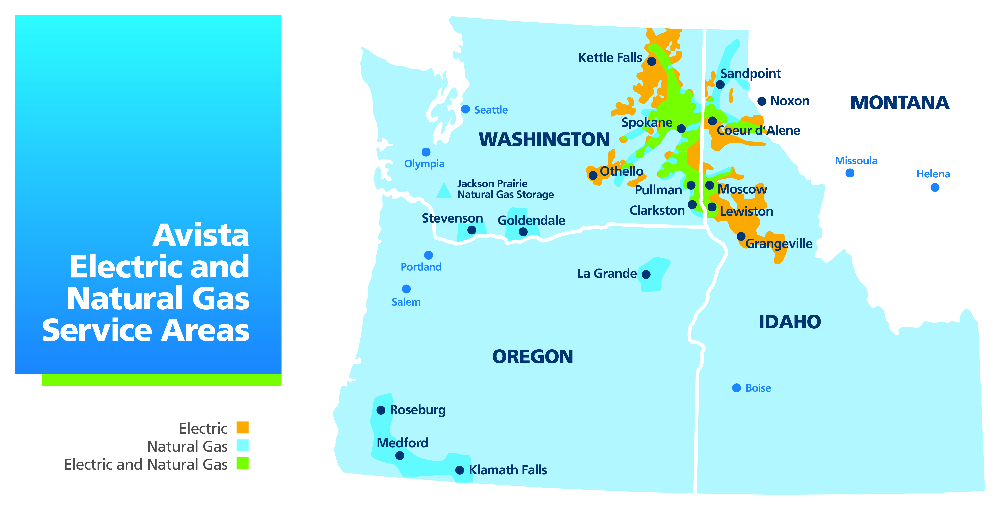 Avista
Electric and
Natural Gas
Service Areas
Electric
Natural Gas
Electric and Natural Gas
Kettle Falls
Sandpoint
Noxon
MONTANA
Seattle
Spokane
Coeur d’Alene
WASHINGTON
Olympia
Missoula
Helena
Othello
Jackson Prairie
Natural Gas Storage
Pullman
Moscow
Clarkston
Lewiston
Stevenson
Goldendale
Grangeville
Portland
La Grande
Salem
IDAHO
OREGON
Boise
Roseburg
Medford
Klamath Falls